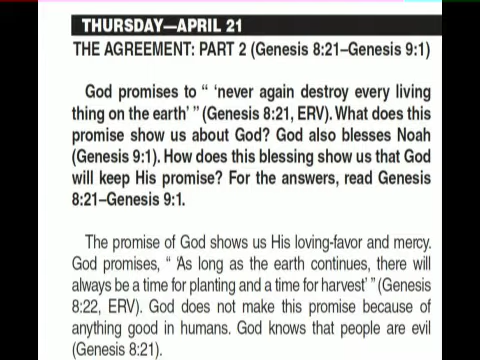 THURSDAY—APRIL 21
THE AGREEMENT: PART 2 (Genesis 8:21–Genesis 9:1)
God promises to “ ‘never again destroy every living
thing on the earth’ ” (Genesis 8:21, ERV). What does this
promise show us about God? God also blesses Noah
(Genesis 9:1). How does this blessing show us that God
will keep His promise? For the answers, read Genesis
8:21–Genesis 9:1.
The promise of God shows us His loving-favor and mercy.
God promises, “ ‘As long as the earth continues, there will
always be a time for planting and a time for harvest’ ” (Genesis
8:22, ERV). God does not make this promise because of
anything good in humans. God knows that people are evil
(Genesis 8:21).